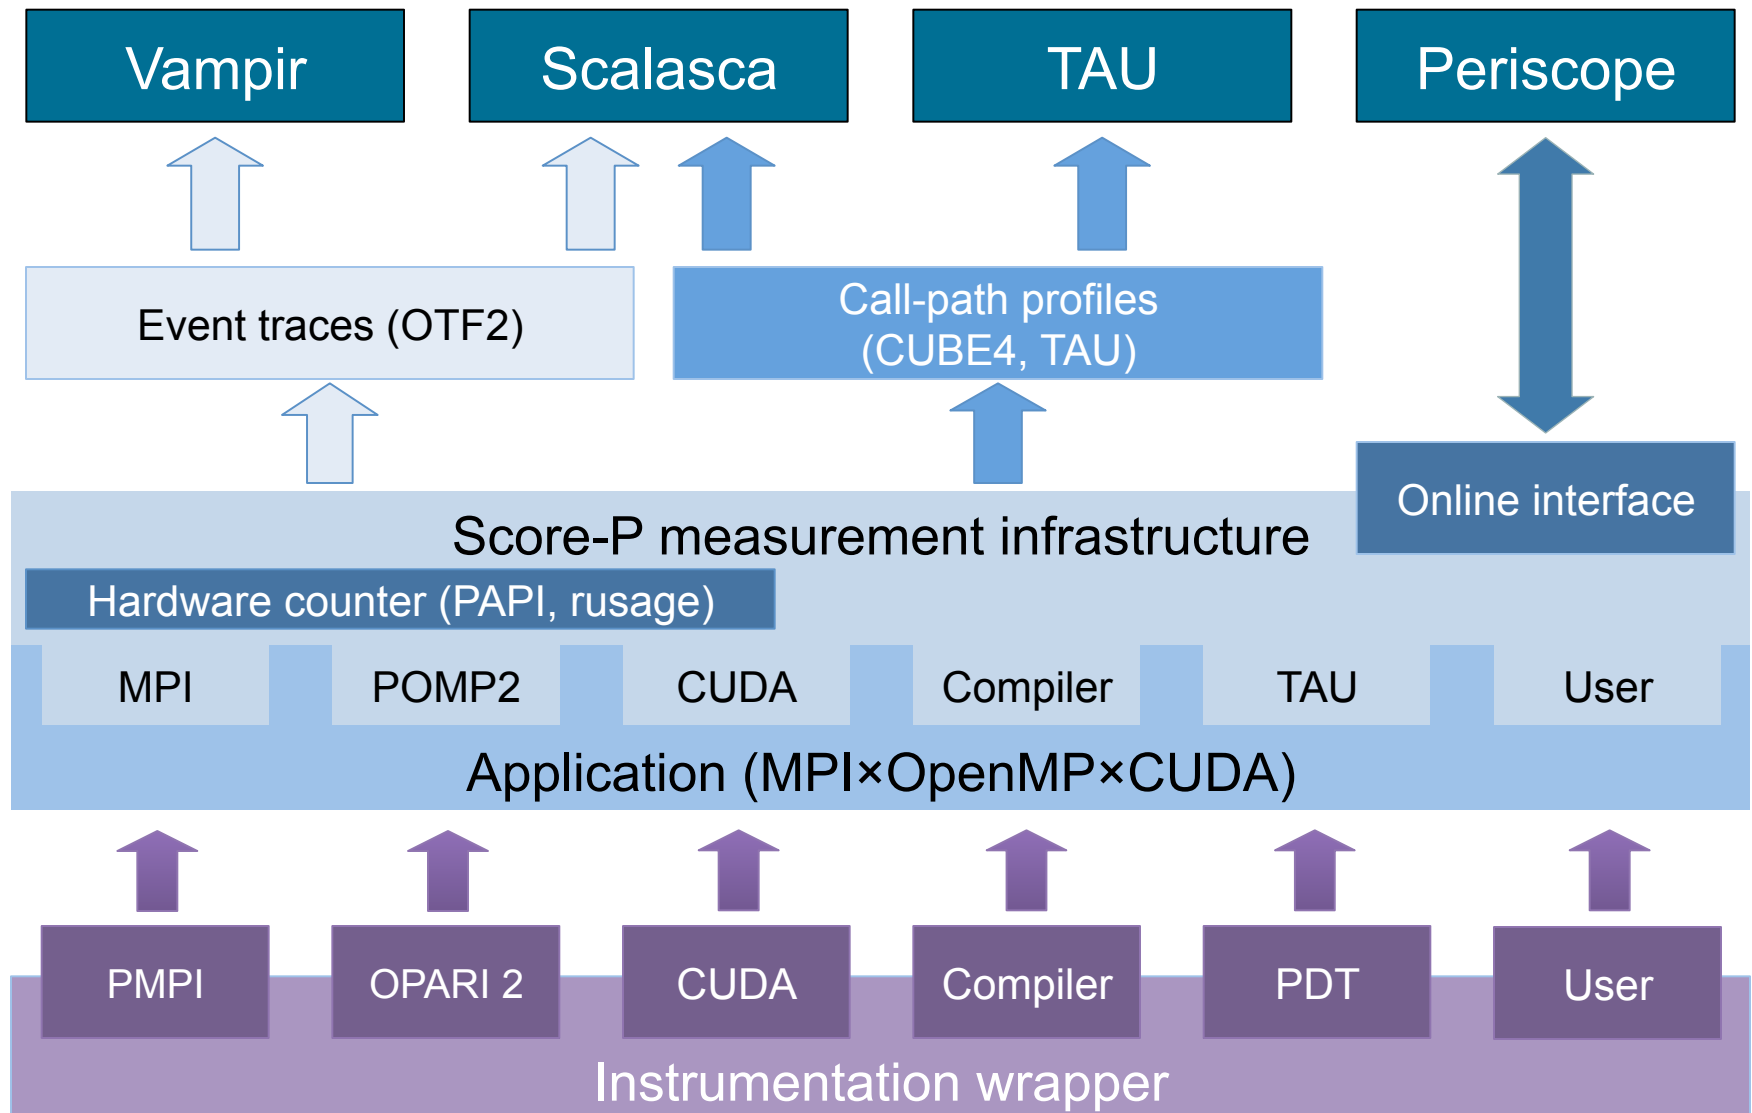 Vampir
Scalasca
TAU
Periscope
Event traces (OTF2)
Call-path profiles
(CUBE4, TAU)
Online interface
Score-P measurement infrastructure
Hardware counter (PAPI, rusage)
MPI
POMP2
CUDA
Compiler
TAU
User
Application (MPI×OpenMP×CUDA)
PMPI
OPARI 2
CUDA
Compiler
PDT
User
Instrumentation wrapper